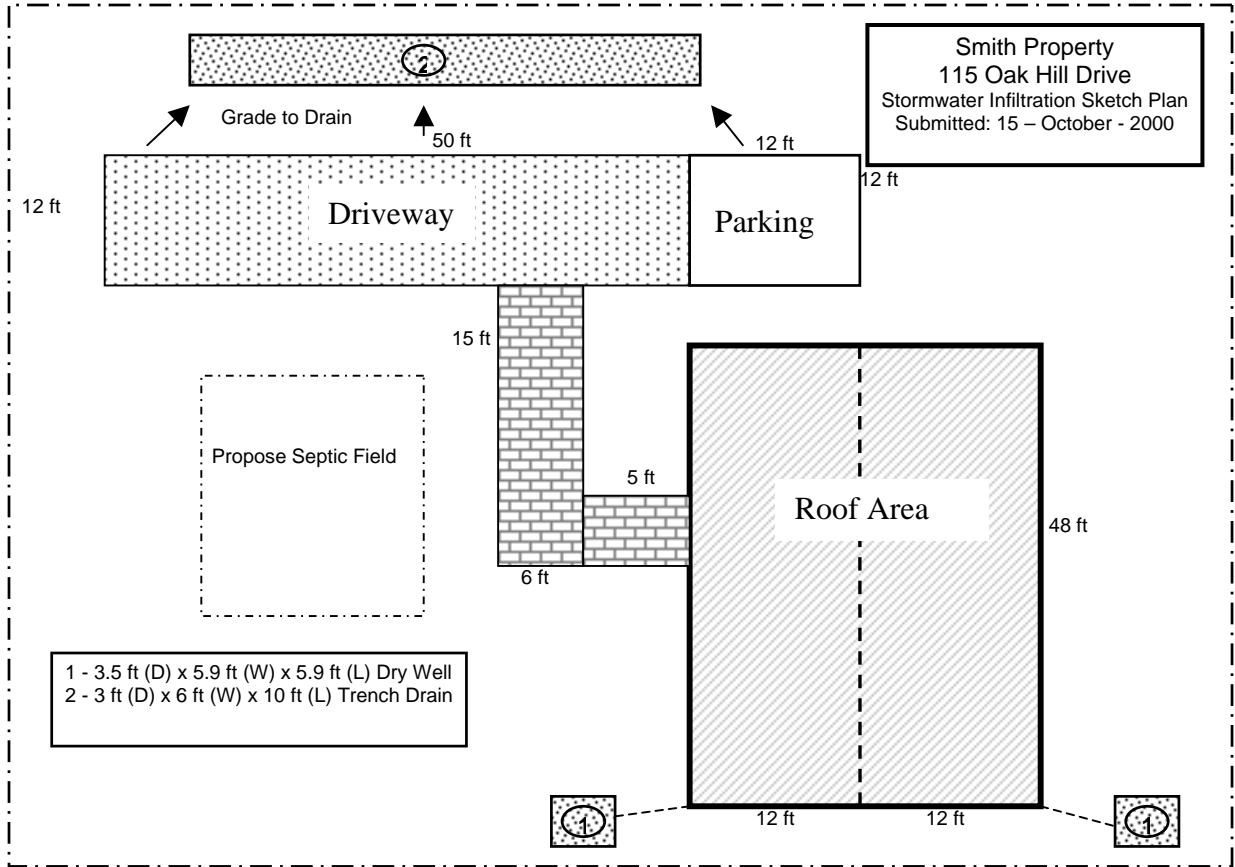 2
Smith Property
115 Oak Hill Drive
Stormwater Infiltration Sketch Plan
Submitted: 15 – October - 2000
Grade to Drain
50 ft
12 ft
12 ft
12 ft
Driveway
Parking
15 ft
Propose Septic Field
5 ft
Roof Area
48 ft
6 ft
1 - 3.5 ft (D) x 5.9 ft (W) x 5.9 ft (L) Dry Well
2 - 3 ft (D) x 6 ft (W) x 10 ft (L) Trench Drain
1
12 ft
12 ft
1